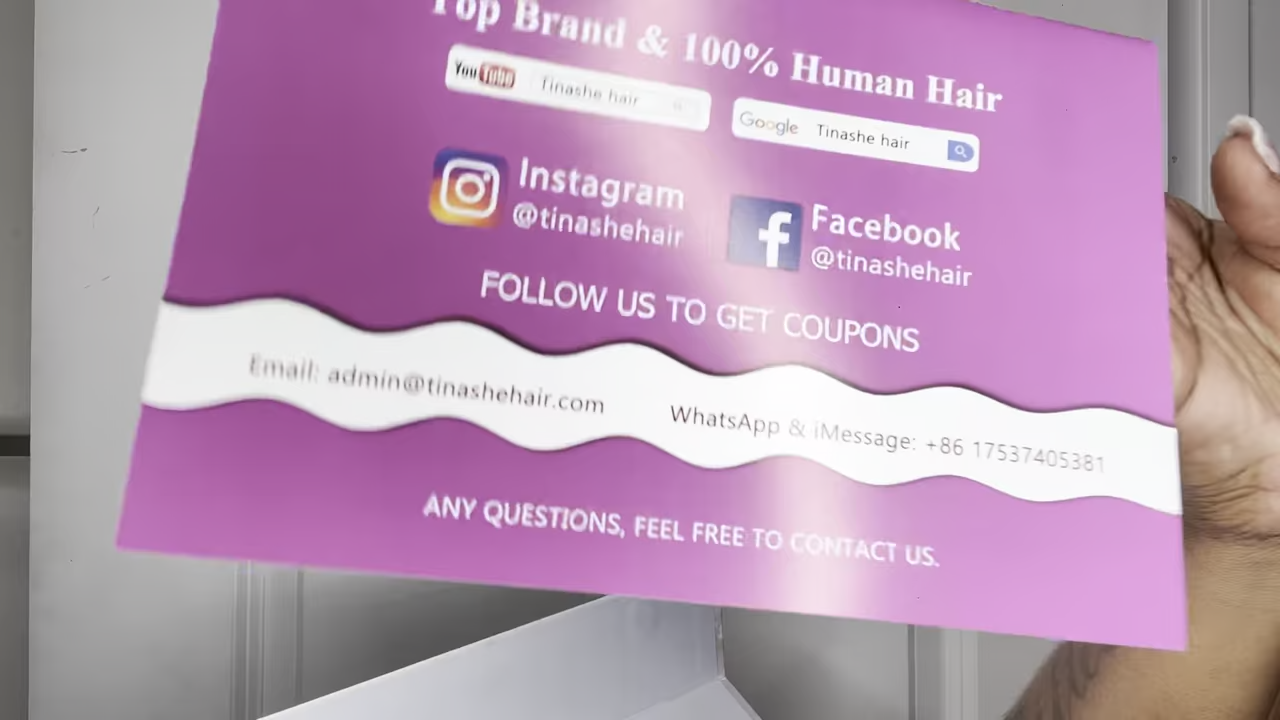 Top Brand & 100% Human Hair
YouTube Tinashe hair
Google Tinashe hair
Instagram
@tinashehair
Facebook
@tinashehair
FOLLOW US TO GET COUPONS
Email: admin@tinashehair.com
WhatsApp & iMessage: +86 17537405381
ANY QUESTIONS, FEEL FREE TO CONTACT US.